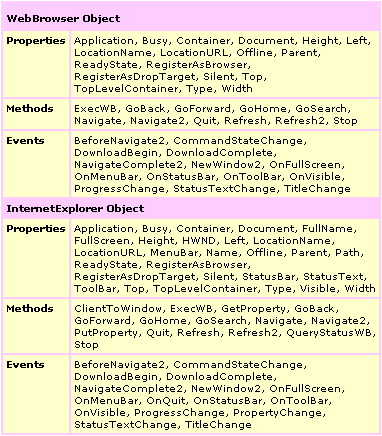 WebBrowser Object
Properties Application, Busy, Container, Document, Height, Left,
LocationName, LocationURL, Offline, Parent,
ReadyState, RegisterAsBrowser,
RegisterAsDropTarget, Silent, Top,
TopLevelContainer, Type, Width
Methods ExecWB, GoBack, GoForward, GoHome, GoSearch,
Navigate, Navigate2, Quit, Refresh, Refresh2, Stop
Events BeforeNavigate2, CommandStateChange,
DownloadBegin, DownloadComplete,
NavigateComplete2, NewWindow2, OnFullScreen,
OnMenuBar, OnStatusBar, OnToolBar, OnVisible,
ProgressChange, StatusTextChange, TitleChange
InternetExplorer Object
Properties Application, Busy, Container, Document, FullName,
FullScreen, Height, HWND, Left, LocationName,
LocationURL, MenuBar, Name, Offline, Parent, Path,
ReadyState, RegisterAsBrowser,
RegisterAsDropTarget, Silent, StatusBar, StatusText,
ToolBar, Top, TopLevelContainer, Type, Visible, Width
Methods ClientToWindow, ExecWB, GetProperty, GoBack,
GoForward, GoHome, GoSearch, Navigate, Navigate2,
PutProperty, Quit, Refresh, Refresh2, QueryStatusWB,
Stop
Events BeforeNavigate2, CommandStateChange,
DownloadBegin, DownloadComplete,
NavigateComplete2, NewWindow2, OnFullScreen,
OnMenuBar, OnQuit, OnStatusBar, OnToolBar,
OnVisible, ProgressChange, PropertyChange,
StatusTextChange, TitleChange